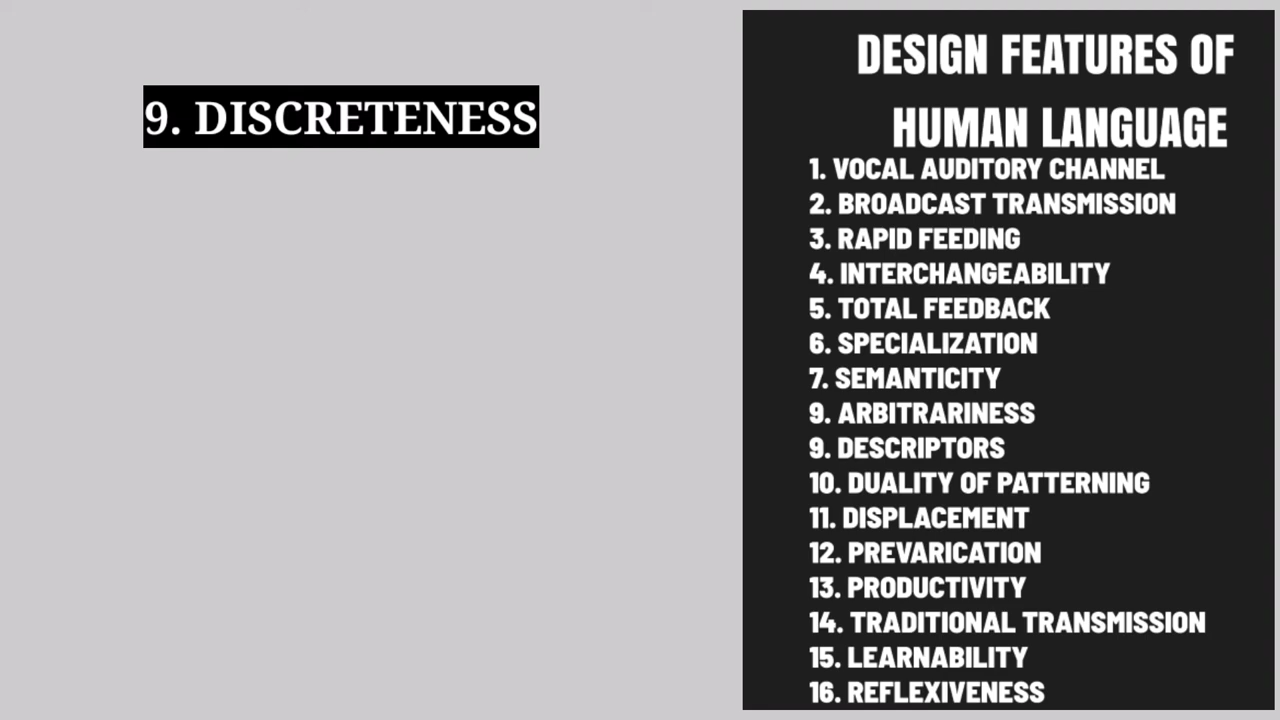 9. DISCRETENESS
DESIGN FEATURES OF
HUMAN LANGUAGE
1. VOCAL AUDITORY CHANNEL
2. BROADCAST TRANSMISSION
3. RAPID FEEDING
4. INTERCHANGEABILITY
5. TOTAL FEEDBACK
6. SPECIALIZATION
7. SEMANTICITY
9. ARBITRARINESS
9. DESCRIPTORS
10. DUALITY OF PATTERNING
11. DISPLACEMENT
12. PREVARICATION
13. PRODUCTIVITY
14. TRADITIONAL TRANSMISSION
15. LEARNABILITY
16. REFLEXIVENESS